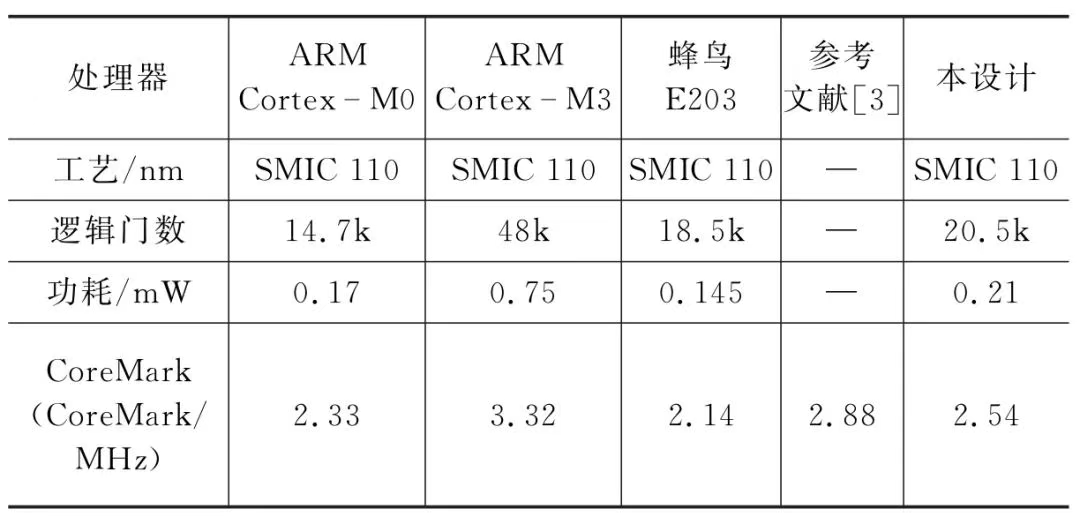 处理器 ARM Cortex-M0 ARM Cortex-M3 蜂鸟 E203 参考文献[3] 本设计
工艺/nm SMIC 110 SMIC 110 SMIC 110 — SMIC 110
逻辑门数 14.7k 48k 18.5k — 20.5k
功耗/mW 0.17 0.75 0.145 — 0.21
CoreMark (CoreMark/MHz) 2.33 3.32 2.14 2.88 2.54